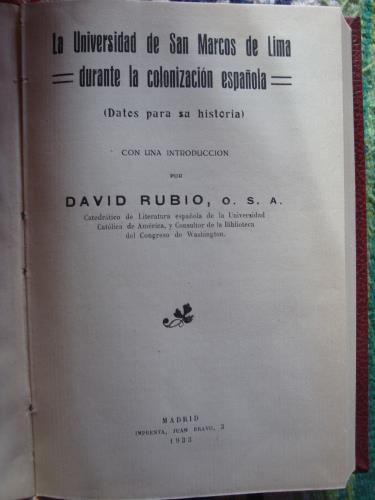 La Universidad de San Marcos de Lima
durante la colonización española
(Datos para su historia)
CON UNA INTRODUCCION
POR
DAVID RUBIO, O. S. A.
Catedrático de Literatura española de la Universidad
Católica de América, y Consultor de la Biblioteca
del Congreso de Washington.
MADRID
IMPRENTA, JUAN BRAVO, 3
1933